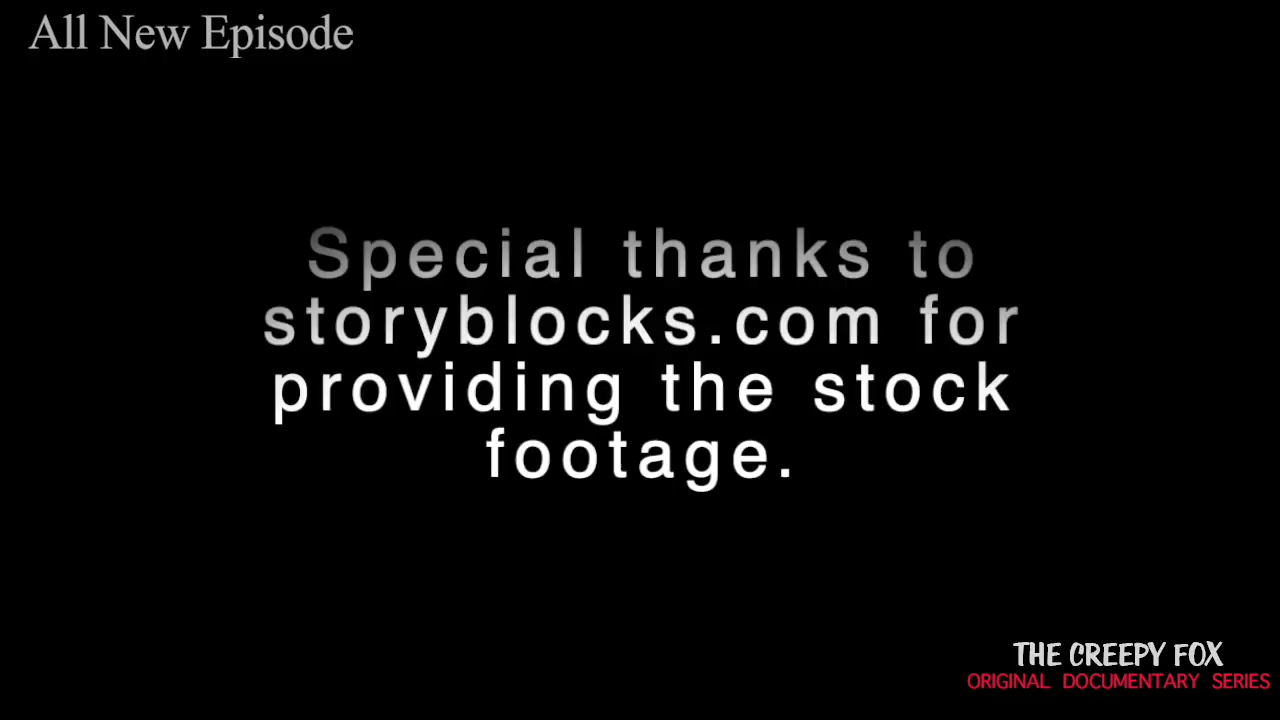 All New Episode
Special thanks to
storyblocks.com for
providing the stock
footage.
THE CREEPY FOX
ORIGINAL DOCUMENTARY SERIES